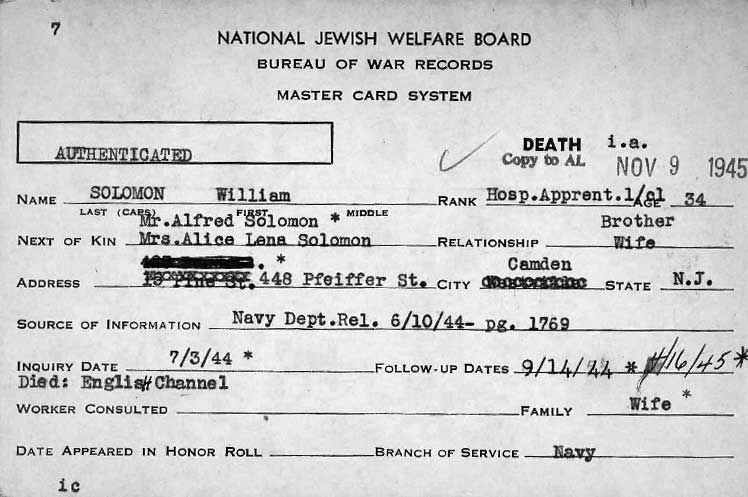 7
NATIONAL JEWISH WELFARE BOARD
BUREAU OF WAR RECORDS
MASTER CARD SYSTEM
AUTHENTICATED
DEATH i.a.
Copy to AL NOV 9 1945
NAME SOLOMON William RANK Hosp.Apprent.1/cl AGE 34
LAST (CAPS) FIRST MIDDLE
Mr.Alfred Solomon * Brother
NEXT OF KIN Mrs.Alice Lena Solomon RELATIONSHIP Wife
. * Camden
ADDRESS 448 Pfeiffer St. CITY STATE N.J.
SOURCE OF INFORMATION Navy Dept.Rel. 6/10/44- pg. 1769
INQUIRY DATE 7/3/44 * FOLLOW-UP DATES 9/14/44 * /16/45 *
Died: English Channel
WORKER CONSULTED FAMILY Wife *
DATE APPEARED IN HONOR ROLL BRANCH OF SERVICE Navy
ic